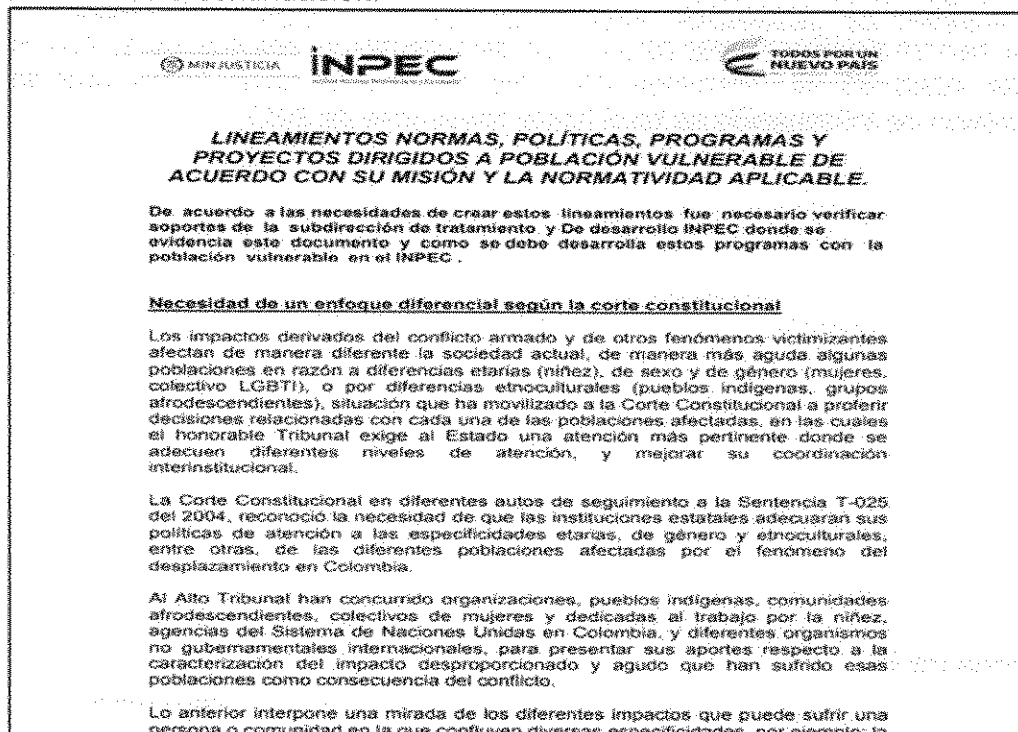 MINJUSTICIA
INPEC
TODOS POR UN
NUEVO PAÍS
LINEAMIENTOS NORMAS, POLÍTICAS, PROGRAMAS Y
PROYECTOS DIRIGIDOS A POBLACIÓN VULNERABLE DE
ACUERDO CON SU MISIÓN Y LA NORMATIVIDAD APLICABLE.
De acuerdo a las necesidades de crear estos lineamientos fue necesario verificar
soportes de la subdirección de tratamiento y De desarrollo INPEC donde se
evidencia este documento y como se debe desarrolla estos programas con la
población vulnerable en el INPEC .
Necesidad de un enfoque diferencial según la corte constitucional
Los impactos derivados del conflicto armado y de otros fenómenos victimizantes
afectan de manera diferente la sociedad actual, de manera más aguda algunas
poblaciones en razón a diferencias etarias (niñez), de sexo y de género (mujeres,
colectivo LGBTI), o por diferencias etnoculturales (pueblos indígenas, grupos
afrodescendientes), situación que ha movilizado a la Corte Constitucional a proferir
decisiones relacionadas con cada una de las poblaciones afectadas, en las cuales
el honorable Tribunal exige al Estado una atención más pertinente donde se
adecuen diferentes niveles de atención, y mejorar su coordinación
interinstitucional.
La Corte Constitucional en diferentes autos de seguimiento a la Sentencia T-025
del 2004, reconoció la necesidad de que las instituciones estatales adecuaran sus
políticas de atención a las especificidades etarias, de género y etnoculturales,
entre otras, de las diferentes poblaciones afectadas por el fenómeno del
desplazamiento en Colombia.
Al Alto Tribunal han concurrido organizaciones, pueblos indígenas, comunidades
afrodescendientes, colectivos de mujeres y dedicadas al trabajo por la niñez,
agencias del Sistema de Naciones Unidas en Colombia, y diferentes organismos
no gubernamentales internacionales, para presentar sus aportes respecto a la
caracterización del impacto desproporcionado y agudo que han sufrido esas
poblaciones como consecuencia del conflicto.
Lo anterior interpone una mirada de los diferentes impactos que puede sufrir una
persona o comunidad en la que confluyen diversas especificidades, por ejemplo: la